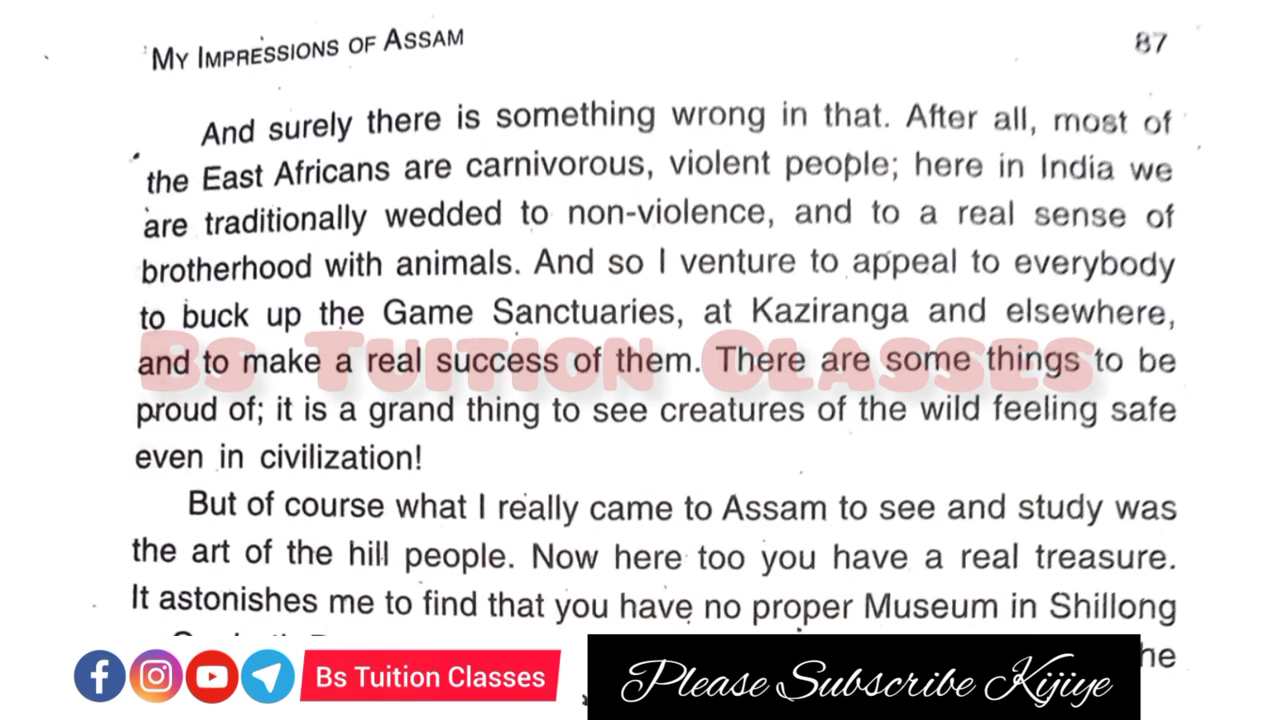 MY IMPRESSIONS OF ASSAM 87
And surely there is something wrong in that. After all, most of
the East Africans are carnivorous, violent people; here in India we
are traditionally wedded to non-violence, and to a real sense of
brotherhood with animals. And so I venture to appeal to everybody
to buck up the Game Sanctuaries, at Kaziranga and elsewhere,
and to make a real success of them. There are some things to be
proud of; it is a grand thing to see creatures of the wild feeling safe
even in civilization!
But of course what I really came to Assam to see and study was
the art of the hill people. Now here too you have a real treasure.
It astonishes me to find that you have no proper Museum in Shillong
Bs Tuition Classes
Bs Tuition Classes
Please Subscribe Kijiye